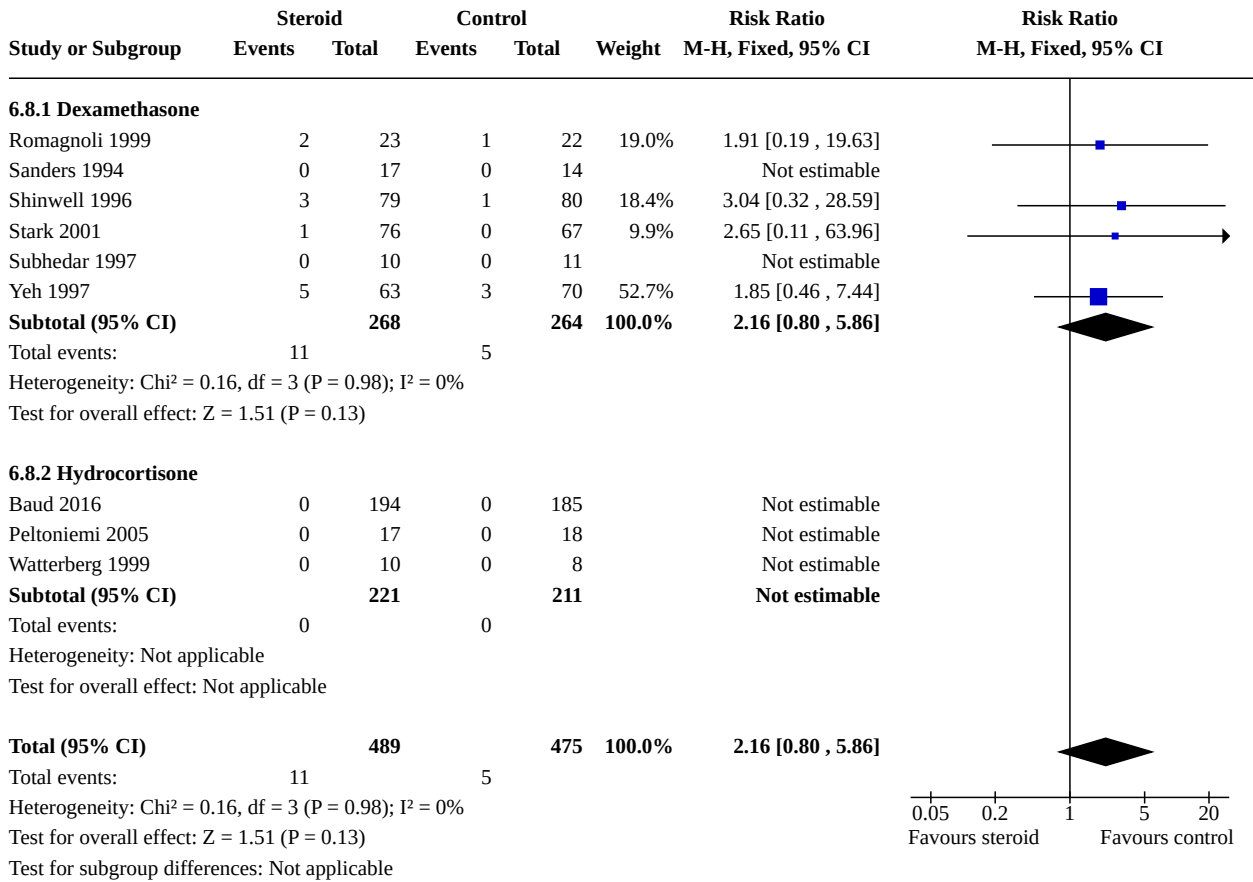 Steroid Control Risk Ratio Risk Ratio
Study or Subgroup Events Total Events Total Weight M-H, Fixed, 95% CI M-H, Fixed, 95% CI
6.8.1 Dexamethasone
Romagnoli 1999 2 23 1 22 19.0% 1.91 [0.19 , 19.63]
Sanders 1994 0 17 0 14 Not estimable
Shinwell 1996 3 79 1 80 18.4% 3.04 [0.32 , 28.59]
Stark 2001 1 76 0 67 9.9% 2.65 [0.11 , 63.96]
Subhedar 1997 0 10 0 11 Not estimable
Yeh 1997 5 63 3 70 52.7% 1.85 [0.46 , 7.44]
Subtotal (95% CI) 268 264 100.0% 2.16 [0.80 , 5.86]
Total events: 11 5
Heterogeneity: Chi² = 0.16, df = 3 (P = 0.98); I² = 0%
Test for overall effect: Z = 1.51 (P = 0.13)
6.8.2 Hydrocortisone
Baud 2016 0 194 0 185 Not estimable
Peltoniemi 2005 0 17 0 18 Not estimable
Watterberg 1999 0 10 0 8 Not estimable
Subtotal (95% CI) 221 211 Not estimable
Total events: 0 0
Heterogeneity: Not applicable
Test for overall effect: Not applicable
Total (95% CI) 489 475 100.0% 2.16 [0.80 , 5.86]
Total events: 11 5
Heterogeneity: Chi² = 0.16, df = 3 (P = 0.98); I² = 0%
0.05 0.2 1 5 20
Test for overall effect: Z = 1.51 (P = 0.13) Favours steroid Favours control
Test for subgroup differences: Not applicable